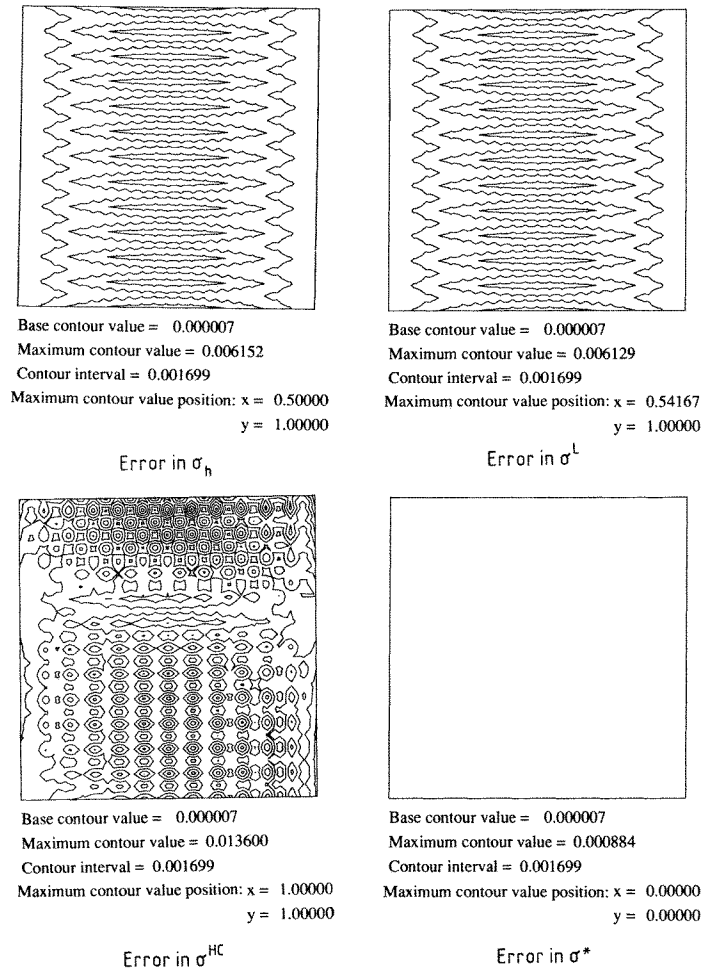 Base contour value = 0.000007
Maximum contour value = 0.006152
Contour interval = 0.001699
Maximum contour value position: x = 0.50000
y = 1.00000
Error in σₕ
Base contour value = 0.000007
Maximum contour value = 0.006129
Contour interval = 0.001699
Maximum contour value position: x = 0.54167
y = 1.00000
Error in σᴸ
Base contour value = 0.000007
Maximum contour value = 0.013600
Contour interval = 0.001699
Maximum contour value position: x = 1.00000
y = 1.00000
Error in σᴴᶜ
Base contour value = 0.000007
Maximum contour value = 0.000884
Contour interval = 0.001699
Maximum contour value position: x = 0.00000
y = 0.00000
Error in σ*